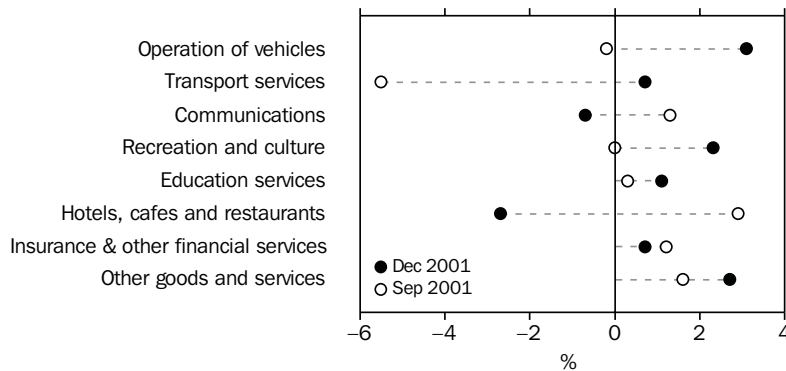 Operation of vehicles
Transport services
Communications
Recreation and culture
Education services
Hotels, cafes and restaurants
Insurance & other financial services
Other goods and services
Dec 2001
Sep 2001
−6 −4 −2 0 2 4
%